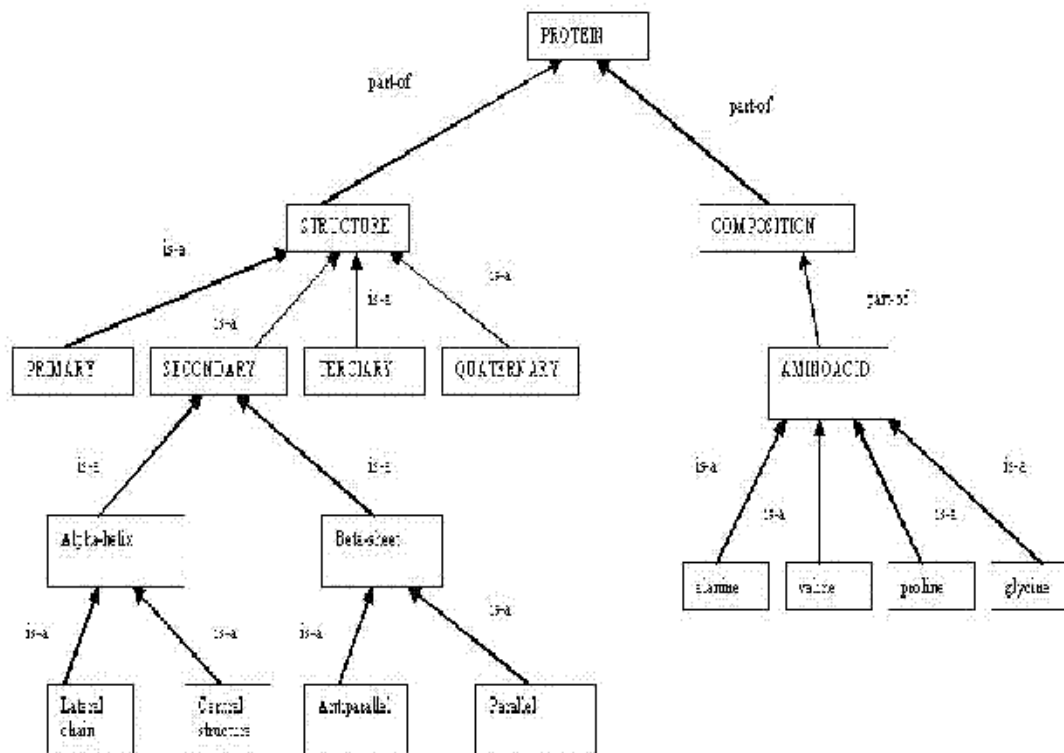 PROTEIN
part-of
part-of
STRUCTURE
COMPOSITION
is-a
is-a
is-a
is-a
part-of
PRIMARY
SECONDARY
TERCIARY
QUATERNARY
AMINOACID
is-a
is-a
is-a
is-a
is-a
is-a
Alpha-helix
Beta-sheet
alanine
valine
proline
glycine
is-a
is-a
is-a
is-a
Lateral
chain
Central
structure
Antiparallel
Parallel